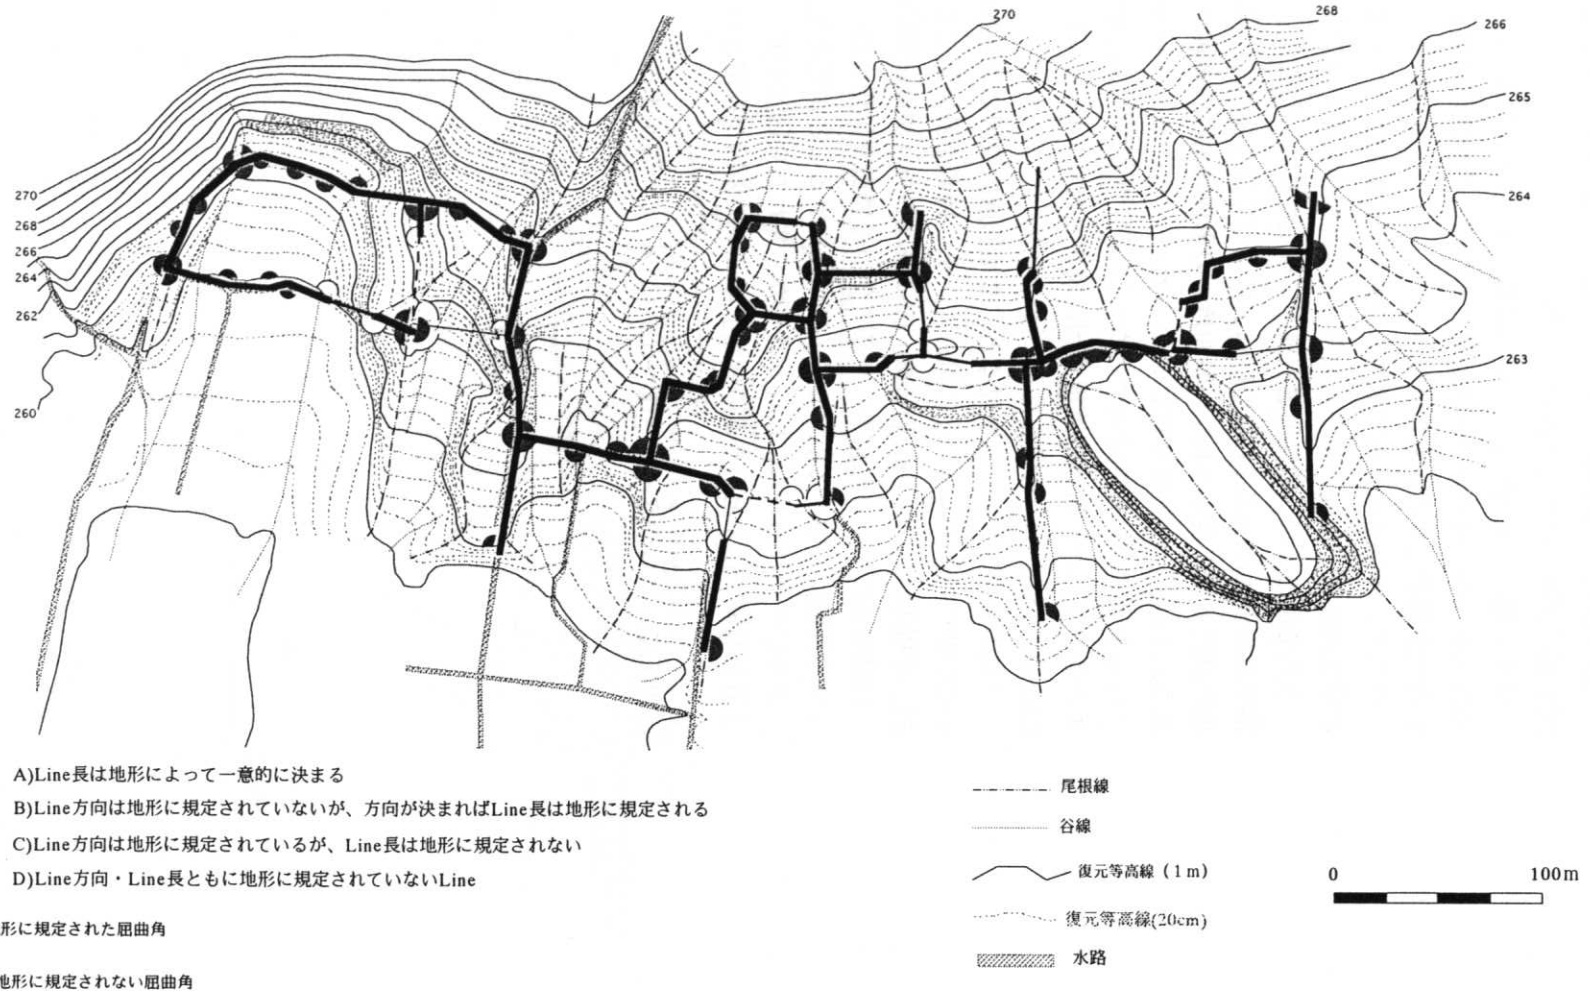 270
268
266
265
270
264
268
266
264
262
263
260
A)Line長は地形によって一意的に決まる
B)Line方向は地形に規定されていないが、方向が決まればLine長は地形に規定される
C)Line方向は地形に規定されているが、Line長は地形に規定されない
D)Line方向・Line長ともに地形に規定されていないLine
形に規定された屈曲角
地形に規定されない屈曲角
尾根線
谷線
復元等高線（1m）
復元等高線(20cm)
水路
0 100m